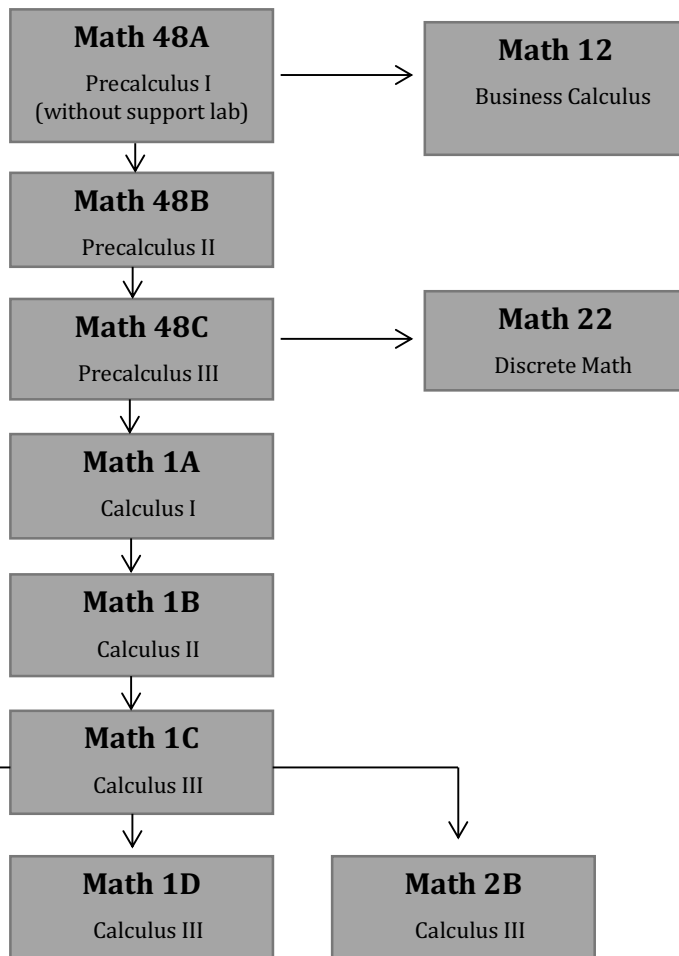 Math 48A
Precalculus I
(without support lab)
Math 12
Business Calculus
Math 48B
Precalculus II
Math 48C
Precalculus III
Math 22
Discrete Math
Math 1A
Calculus I
Math 1B
Calculus II
Math 1C
Calculus III
Math 1D
Calculus III
Math 2B
Calculus III